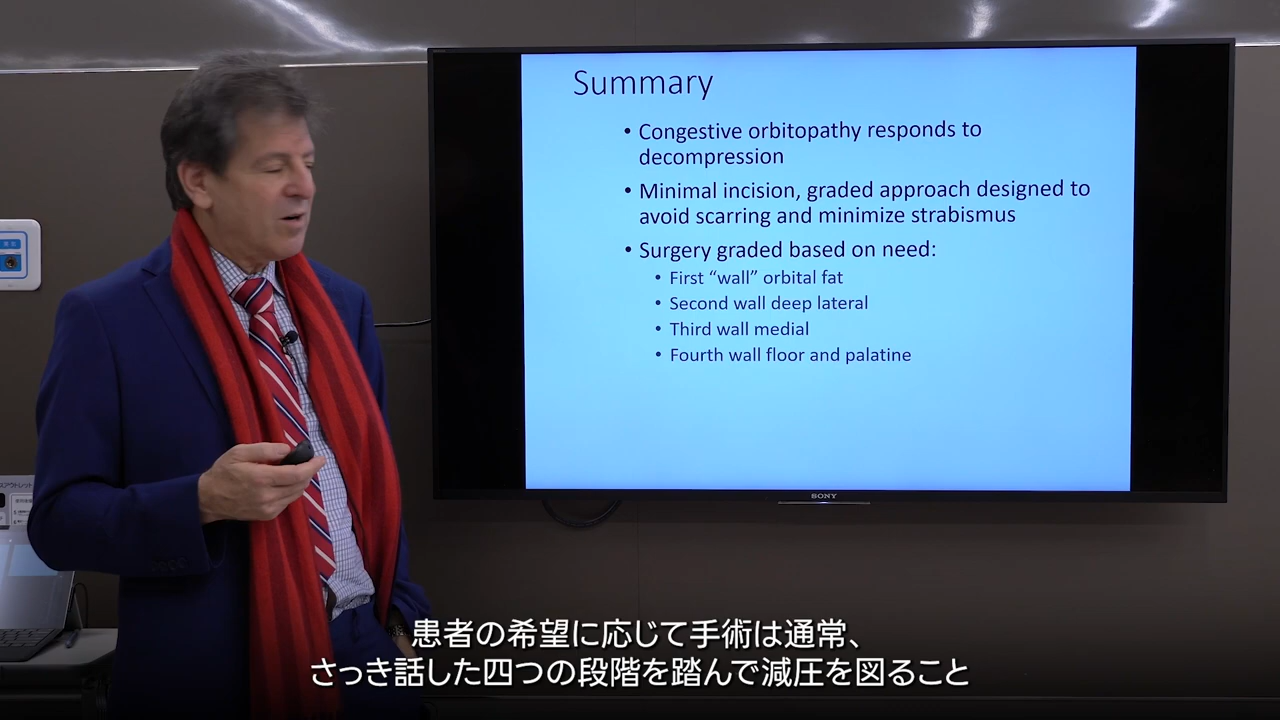 Summary
• Congestive orbitopathy responds to
decompression
• Minimal incision, graded approach designed to
avoid scarring and minimize strabismus
• Surgery graded based on need:
• First “wall” orbital fat
• Second wall deep lateral
• Third wall medial
• Fourth wall floor and palatine
SONY
患者の希望に応じて手術は通常、
さっき話した四つの段階を踏んで減圧を図ること